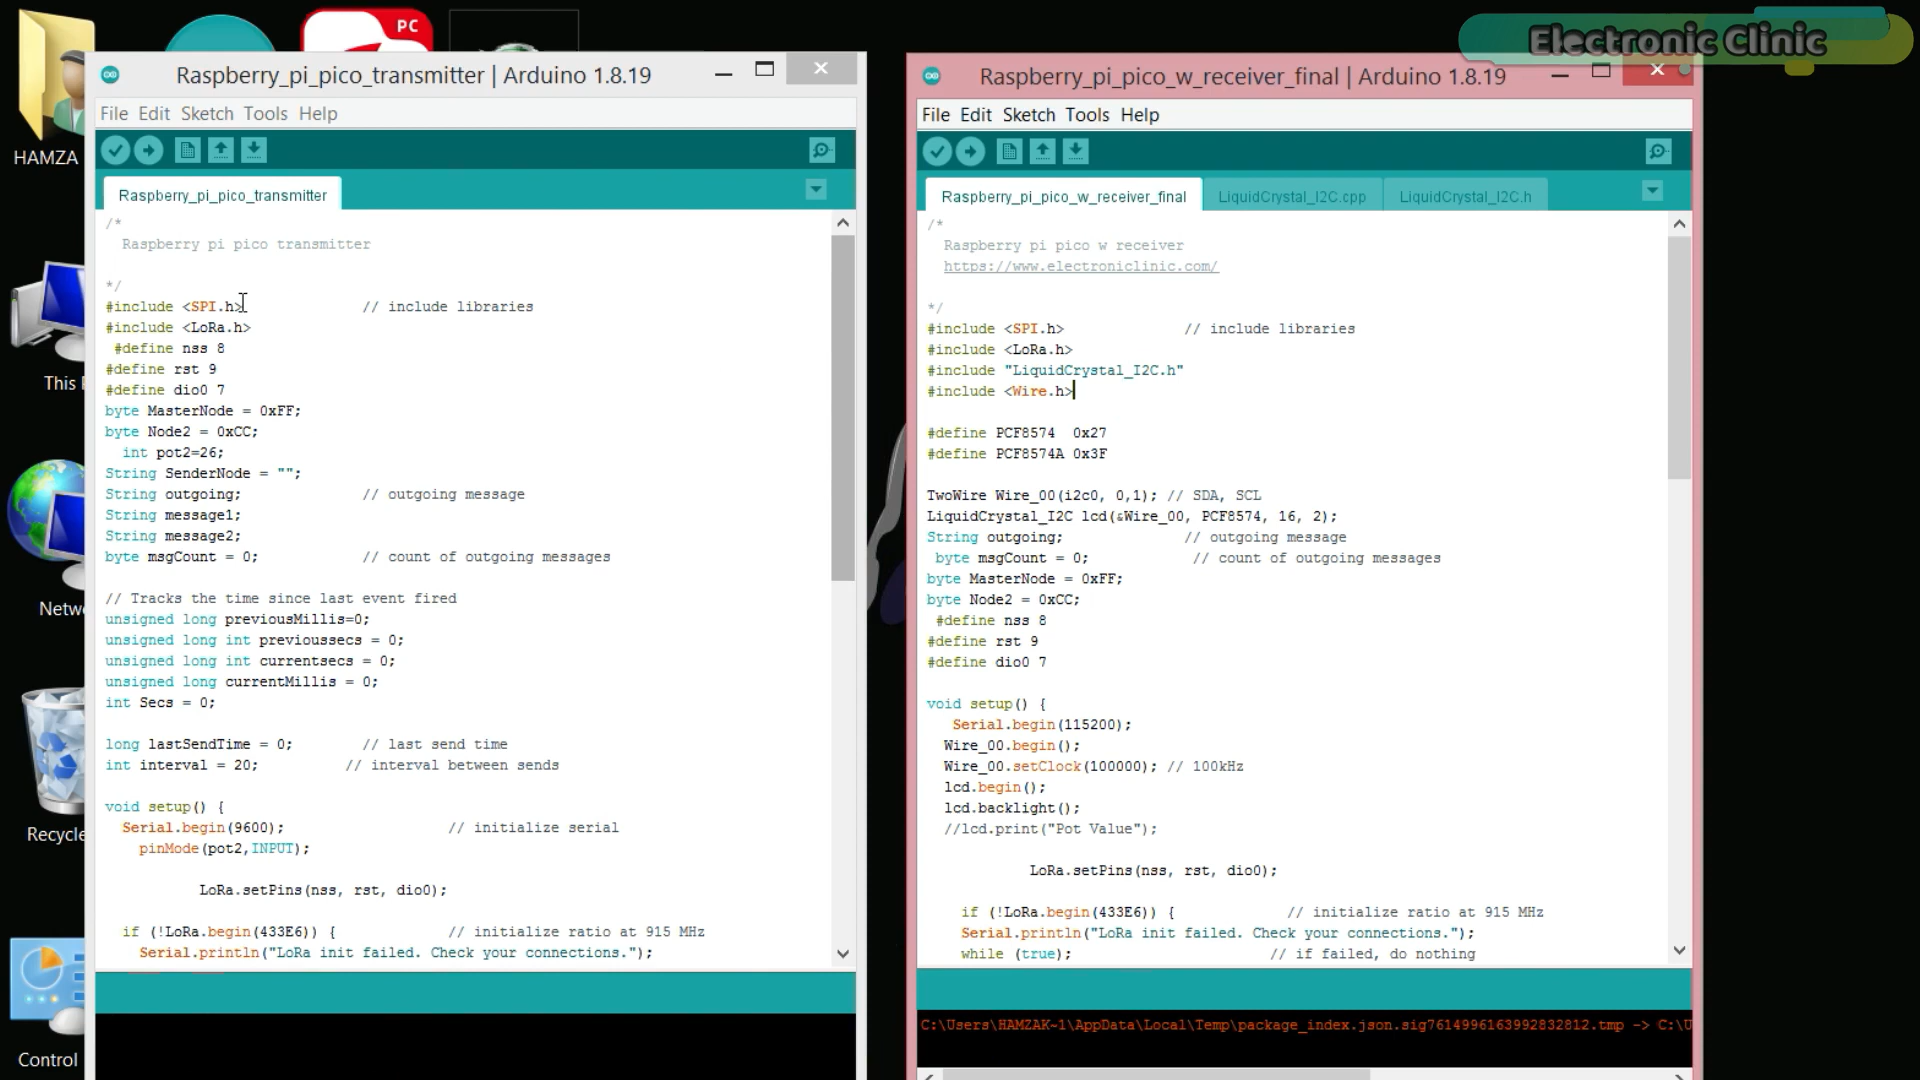 PC
Electronic Clinic
HAMZA
This
Netwo
Recycle
Control
Raspberry_pi_pico_transmitter | Arduino 1.8.19
File Edit Sketch Tools Help
Raspberry_pi_pico_transmitter
/*
Raspberry pi pico transmitter
*/
#include <SPI.h> // include libraries
#include <LoRa.h>
#define nss 8
#define rst 9
#define dio0 7
byte MasterNode = 0xFF;
byte Node2 = 0xCC;
int pot2=26;
String SenderNode = "";
String outgoing; // outgoing message
String message1;
String message2;
byte msgCount = 0; // count of outgoing messages
// Tracks the time since last event fired
unsigned long previousMillis=0;
unsigned long int previoussecs = 0;
unsigned long int currentsecs = 0;
unsigned long currentMillis = 0;
int Secs = 0;
long lastSendTime = 0; // last send time
int interval = 20; // interval between sends
void setup() {
Serial.begin(9600); // initialize serial
pinMode(pot2,INPUT);
LoRa.setPins(nss, rst, dio0);
if (!LoRa.begin(433E6)) { // initialize ratio at 915 MHz
Serial.println("LoRa init failed. Check your connections.");
Raspberry_pi_pico_w_receiver_final | Arduino 1.8.19
File Edit Sketch Tools Help
Raspberry_pi_pico_w_receiver_final LiquidCrystal_I2C.cpp LiquidCrystal_I2C.h
/*
Raspberry pi pico w receiver
https://www.electroniclinic.com/
*/
#include <SPI.h> // include libraries
#include <LoRa.h>
#include "LiquidCrystal_I2C.h"
#include <Wire.h>
#define PCF8574 0x27
#define PCF8574A 0x3F
TwoWire Wire_00(i2c0, 0,1); // SDA, SCL
LiquidCrystal_I2C lcd(&Wire_00, PCF8574, 16, 2);
String outgoing; // outgoing message
byte msgCount = 0; // count of outgoing messages
byte MasterNode = 0xFF;
byte Node2 = 0xCC;
#define nss 8
#define rst 9
#define dio0 7
void setup() {
Serial.begin(115200);
Wire_00.begin();
Wire_00.setClock(100000); // 100kHz
lcd.begin();
lcd.backlight();
//lcd.print("Pot Value");
LoRa.setPins(nss, rst, dio0);
if (!LoRa.begin(433E6)) { // initialize ratio at 915 MHz
Serial.println("LoRa init failed. Check your connections.");
while (true); // if failed, do nothing
C:\Users\HAMZAK~1\AppData\Local\Temp\package_index.json.sig7614996163992832812.tmp -> C:\U